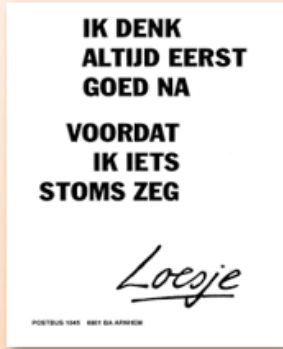 IK DENK
ALTIJD EERST
GOED NA
VOORDAT
IK IETS
STOMS ZEG
Loesje
POSTBUS 1045 6801 BA ARNHEM